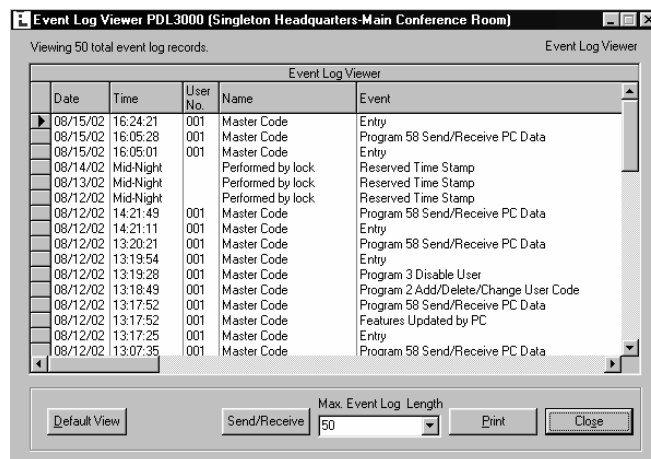 Event Log Viewer PDL3000 (Singleton Headquarters-Main Conference Room)
Viewing 50 total event log records. Event Log Viewer
Event Log Viewer
Date Time User No. Name Event
08/15/02 16:24:21 001 Master Code Entry
08/15/02 16:05:28 001 Master Code Program 58 Send/Receive PC Data
08/15/02 16:05:01 001 Master Code Entry
08/14/02 Mid-Night Performed by lock Reserved Time Stamp
08/13/02 Mid-Night Performed by lock Reserved Time Stamp
08/12/02 Mid-Night Performed by lock Reserved Time Stamp
08/12/02 14:21:49 001 Master Code Program 58 Send/Receive PC Data
08/12/02 14:21:11 001 Master Code Entry
08/12/02 13:20:21 001 Master Code Program 58 Send/Receive PC Data
08/12/02 13:19:54 001 Master Code Entry
08/12/02 13:19:28 001 Master Code Program 3 Disable User
08/12/02 13:18:49 001 Master Code Program 2 Add/Delete/Change User Code
08/12/02 13:17:52 001 Master Code Program 58 Send/Receive PC Data
08/12/02 13:17:52 001 Master Code Features Updated by PC
08/12/02 13:17:25 001 Master Code Entry
08/12/02 13:07:35 001 Master Code Program 58 Send/Receive PC Data
Max. Event Log Length
Default View Send/Receive 50 Print Close